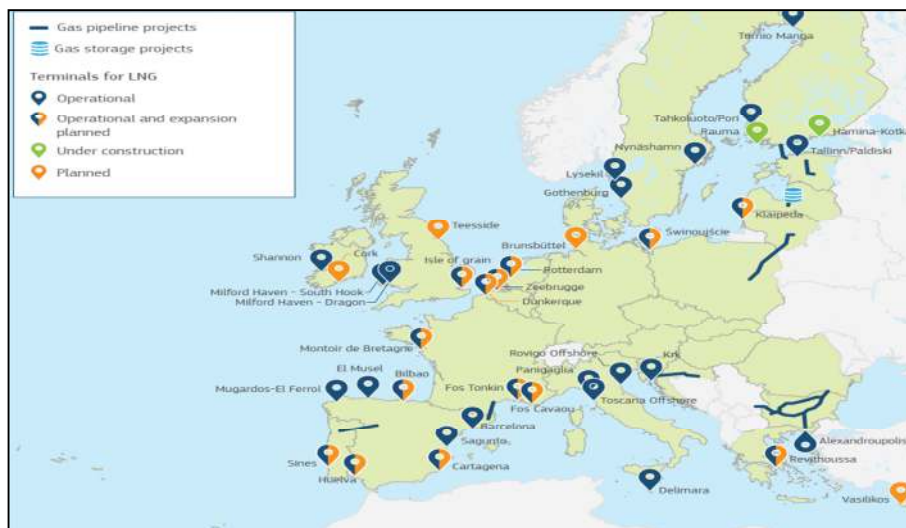 Gas pipeline projects
Gas storage projects
Terminals for LNG
Operational
Operational and expansion
planned
Under construction
Planned
Tornio Manga
Tahkoluoto/Pori
Rauma
Hamina-Kotka
Nynäshamn
Tallinn/Paldiski
Lysekil
Gothenburg
Klaipeda
Teesside
Brunsbüttel
Świnoujście
Shannon
Cork
Isle of grain
Rotterdam
Milford Haven - South Hook
Zeebrugge
Milford Haven - Dragon
Dunkerque
Montoir de Bretagne
Rovigo Offshore
Krk
El Musel
Panigaglia
Mugardos-El Ferrol
Bilbao
Fos Tonkin
Toscana Offshore
Fos Cavaou
Barcelona
Alexandroupolis
Sagunto
Sines
Revithoussa
Huelva
Cartagena
Delimara
Vasilikos